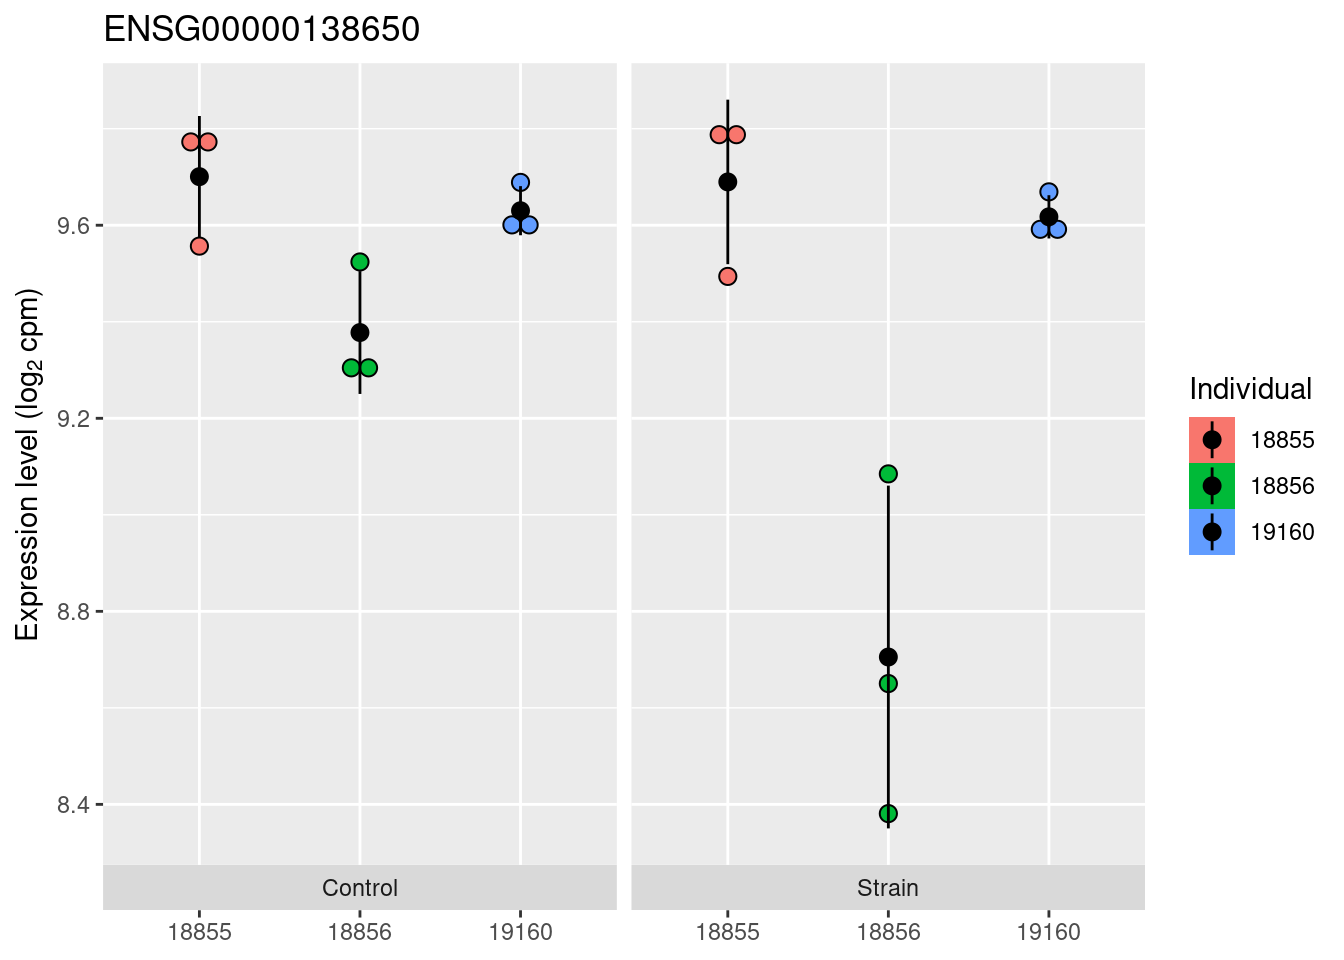 ENSG00000138650
Expression level (log₂ cpm)
9.6
9.2
8.8
8.4
Control
Strain
18855
18856
19160
18855
18856
19160
Individual
18855
18856
19160